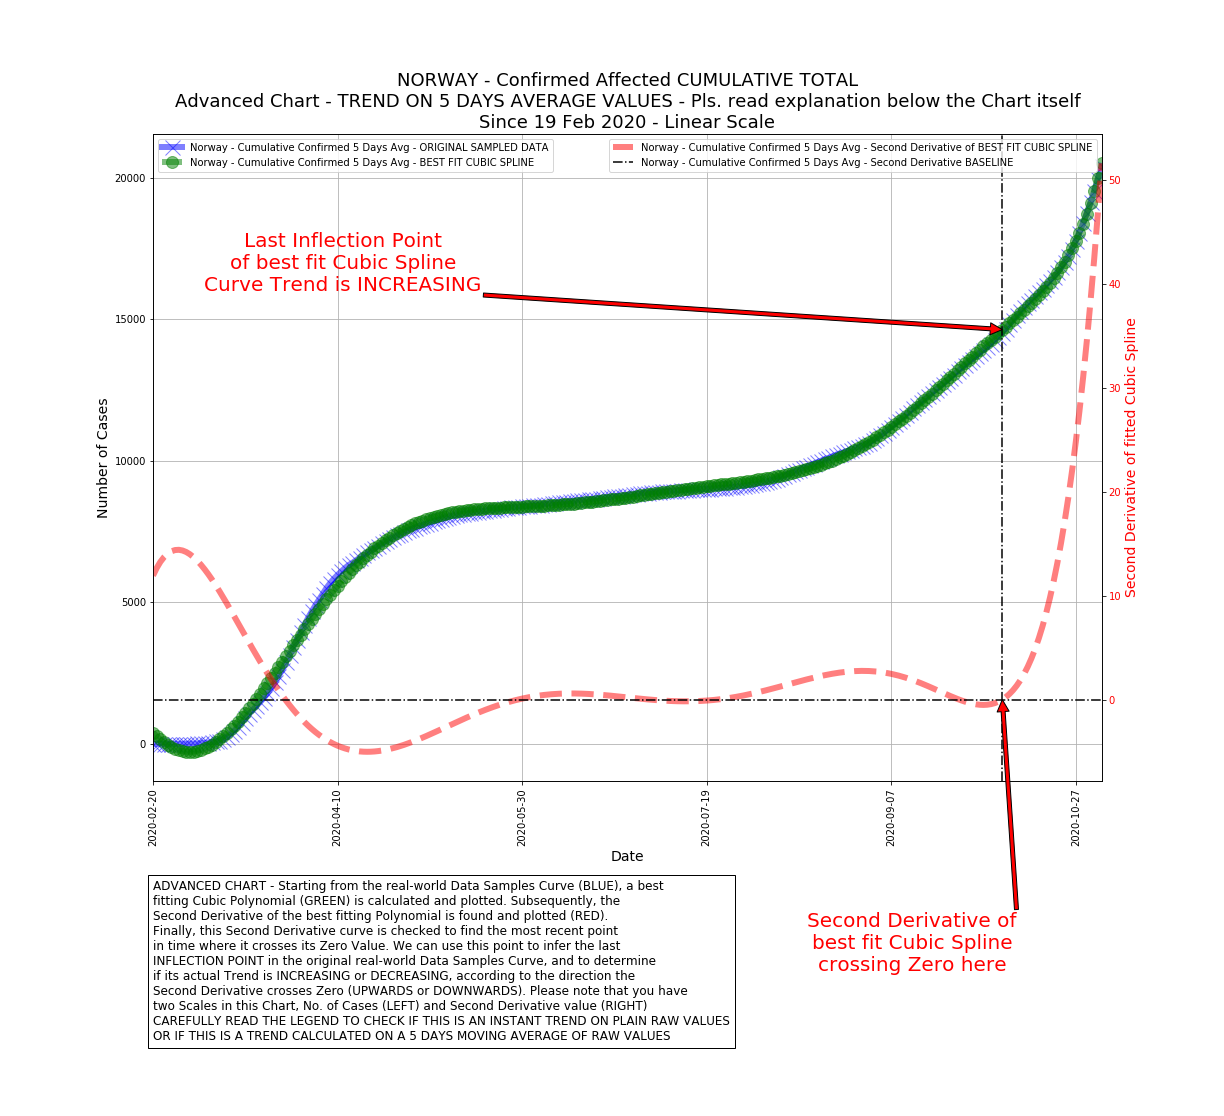 NORWAY - Confirmed Affected CUMULATIVE TOTAL
Advanced Chart - TREND ON 5 DAYS AVERAGE VALUES - Pls. read explanation below the Chart itself
Since 19 Feb 2020 - Linear Scale
Norway - Cumulative Confirmed 5 Days Avg - ORIGINAL SAMPLED DATA
Norway - Cumulative Confirmed 5 Days Avg - BEST FIT CUBIC SPLINE
Norway - Cumulative Confirmed 5 Days Avg - Second Derivative of BEST FIT CUBIC SPLINE
Norway - Cumulative Confirmed 5 Days Avg - Second Derivative BASELINE
Last Inflection Point
of best fit Cubic Spline
Curve Trend is INCREASING
Number of Cases
20000
15000
10000
5000
0
50
40
30
20
10
0
Second Derivative of fitted Cubic Spline
2020-02-20
2020-04-10
2020-05-30
2020-07-19
2020-09-07
2020-10-27
Date
Second Derivative of
best fit Cubic Spline
crossing Zero here
ADVANCED CHART - Starting from the real-world Data Samples Curve (BLUE), a best
fitting Cubic Polynomial (GREEN) is calculated and plotted. Subsequently, the
Second Derivative of the best fitting Polynomial is found and plotted (RED).
Finally, this Second Derivative curve is checked to find the most recent point
in time where it crosses its Zero Value. We can use this point to infer the last
INFLECTION POINT in the original real-world Data Samples Curve, and to determine
if its actual Trend is INCREASING or DECREASING, according to the direction the
Second Derivative crosses Zero (UPWARDS or DOWNWARDS). Please note that you have
two Scales in this Chart, No. of Cases (LEFT) and Second Derivative value (RIGHT)
CAREFULLY READ THE LEGEND TO CHECK IF THIS IS AN INSTANT TREND ON PLAIN RAW VALUES
OR IF THIS IS A TREND CALCULATED ON A 5 DAYS MOVING AVERAGE OF RAW VALUES